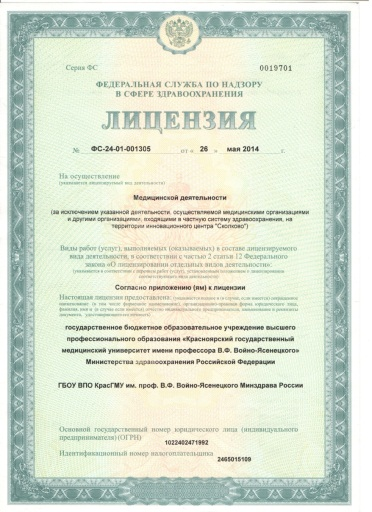 Серия ФС 0019701
ФЕДЕРАЛЬНАЯ СЛУЖБА ПО НАДЗОРУ
В СФЕРЕ ЗДРАВООХРАНЕНИЯ
ЛИЦЕНЗИЯ
№ ФС-24-01-001305 от « 26 » мая 2014 г.
На осуществление
(указывается лицензируемый вид деятельности)
Медицинской деятельности
(за исключением указанной деятельности, осуществляемой медицинскими организациями
и другими организациями, входящими в частную систему здравоохранения, на
территории инновационного центра "Сколково")
Виды работ (услуг), выполняемых (оказываемых) в составе лицензируемого
вида деятельности, в соответствии с частью 2 статьи 12 Федерального
закона «О лицензировании отдельных видов деятельности»:
Согласно приложению (ям) к лицензии
Настоящая лицензия предоставлена:
государственное бюджетное образовательное учреждение высшего
профессионального образования «Красноярский государственный
медицинский университет имени профессора В.Ф. Войно-Ясенецкого»
Министерства здравоохранения Российской Федерации
ГБОУ ВПО КрасГМУ им. проф. В.Ф. Войно-Ясенецкого Минздрава России
Основной государственный номер юридического лица (индивидуального
предпринимателя) (ОГРН)
1022402471992
Идентификационный номер налогоплательщика
2465015109